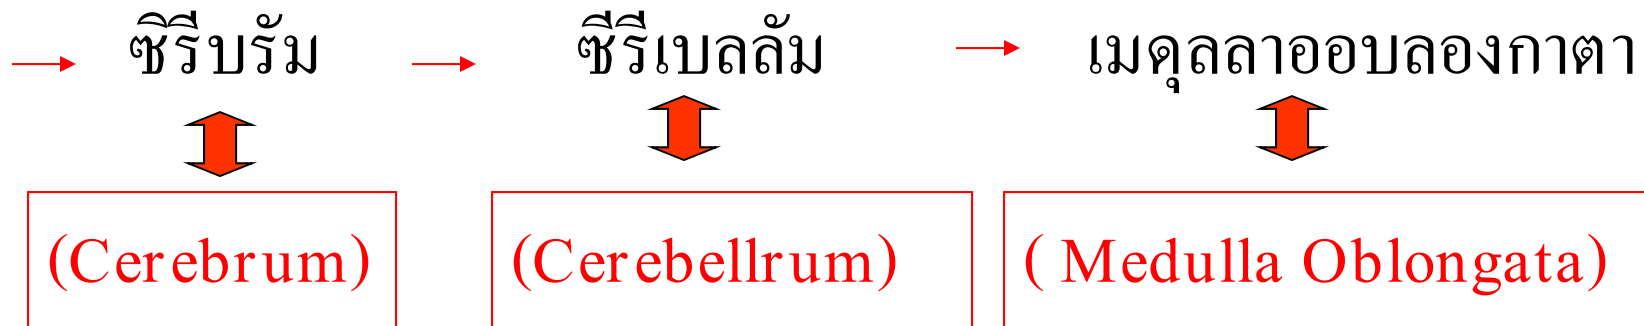 ซิรีบรัม ซีรีเบลลัม เมดุลลาออบลองกาตา
(Cerebrum) (Cerebellrum) ( Medulla Oblongata)